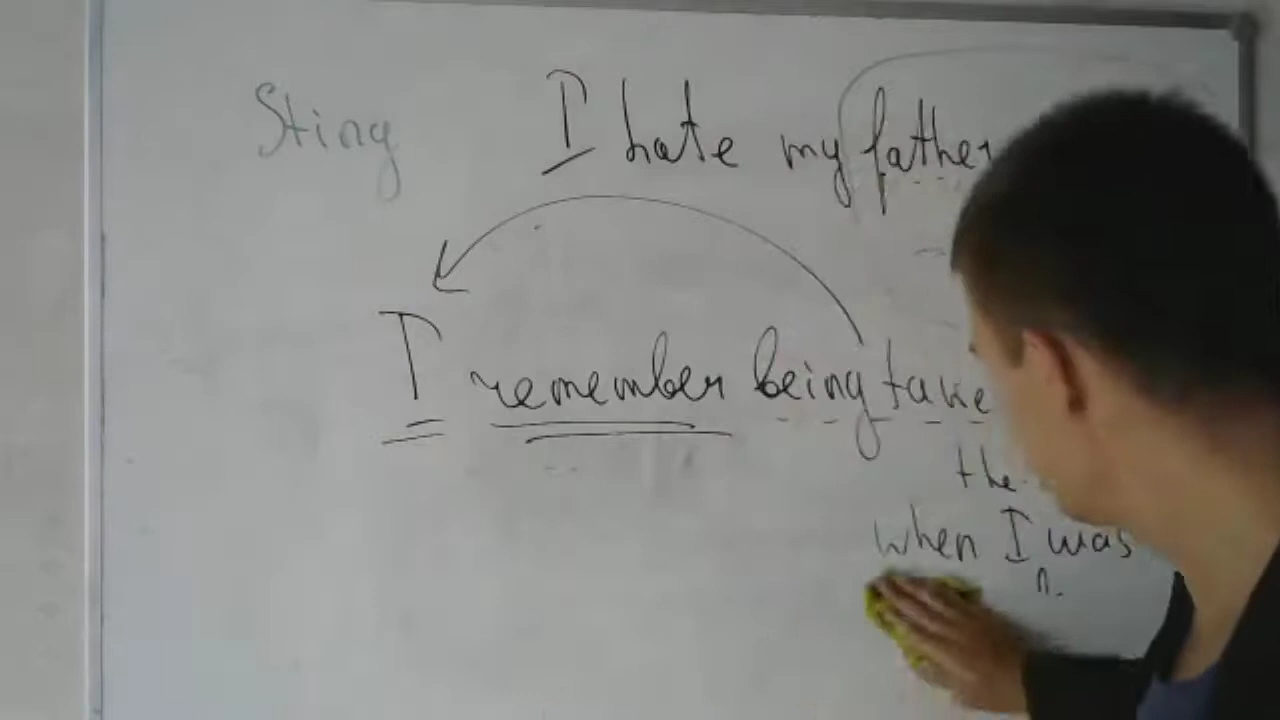 Sting
I hate my father
I remember being take
the
when I was
n.